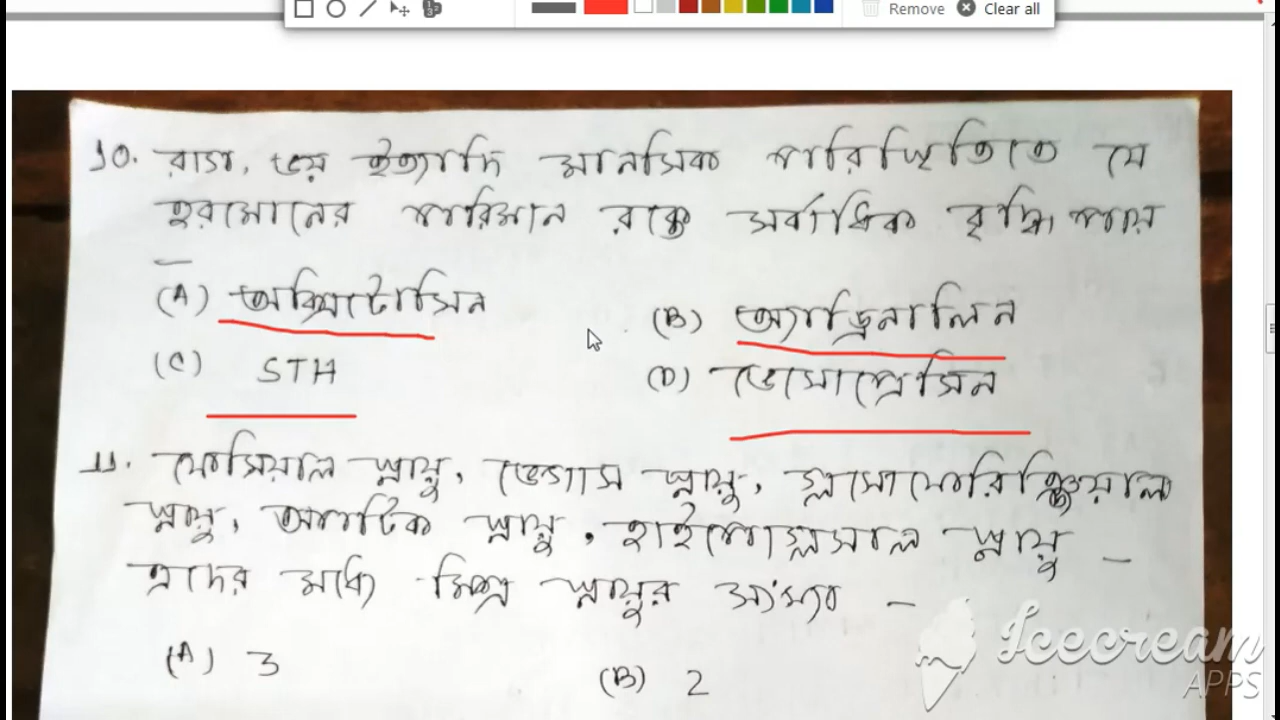 Remove Clear all
10. রাগ, ভয় ইত্যাদি মানসিক পরিস্থিতিতে যে
হরমোনের পরিমান রক্তে সর্বাধিক বৃদ্ধি পায়
—
(A) অক্সিটোসিন
(B) অ্যাড্রিনালিন
(C) STH
(D) ভেসোপ্রেসিন
11. ফেসিয়াল স্নায়ু, ভেগাস স্নায়ু, গ্লসোফেরিঞ্জিয়াল
স্নায়ু, অপটিক স্নায়ু, হাইপোগ্লসাল স্নায়ু —
এদের মধ্যে মিশ্র স্নায়ুর সংখ্যা —
(A) 3
(B) 2
Icecream
APPS